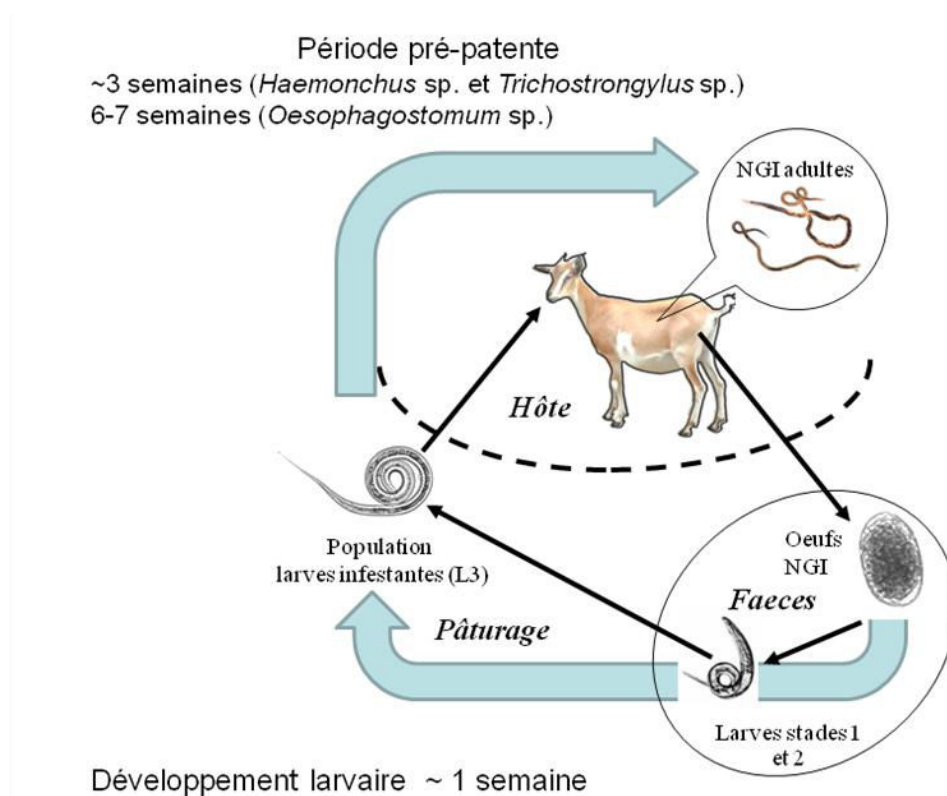 Période pré-patente
~3 semaines (Haemonchus sp. et Trichostrongylus sp.)
6-7 semaines (Oesophagostomum sp.)
NGI adultes
Hôte
Population
larves infestantes (L3)
Oeufs
NGI
Faeces
Pâturage
Larves stades 1
et 2
Développement larvaire ~ 1 semaine